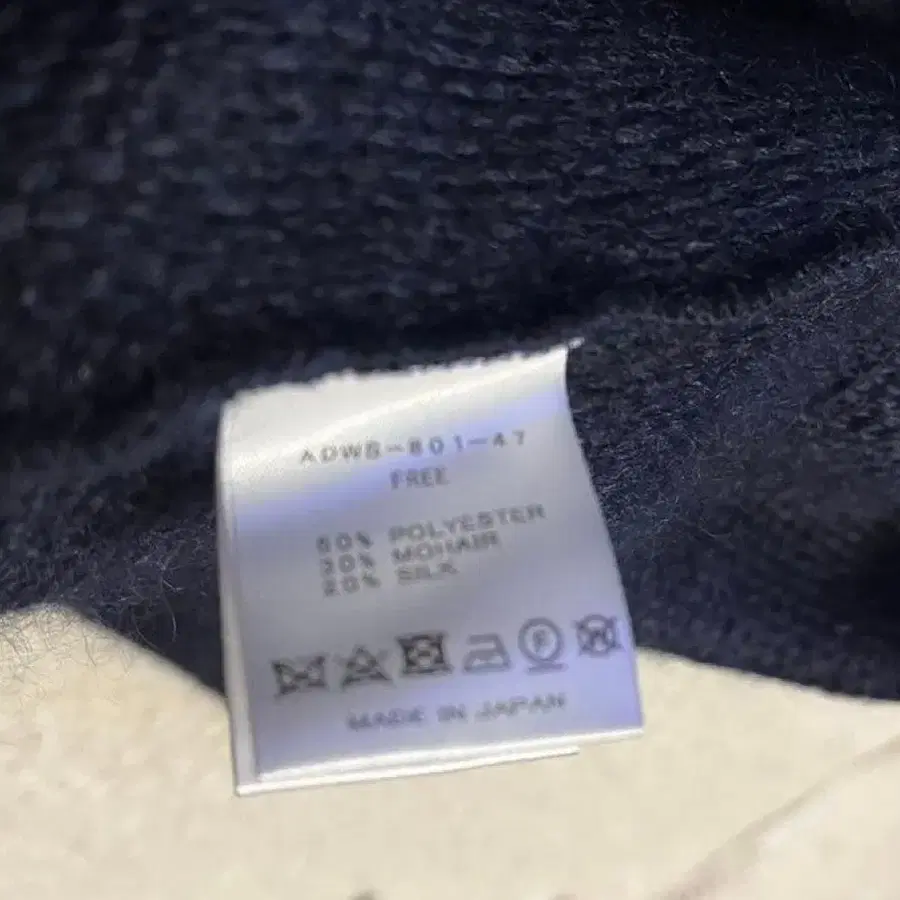 ADWS-801-47
FREE
50% POLYESTER
30% MOHAIR
20% SILK
F
W
MADE IN JAPAN